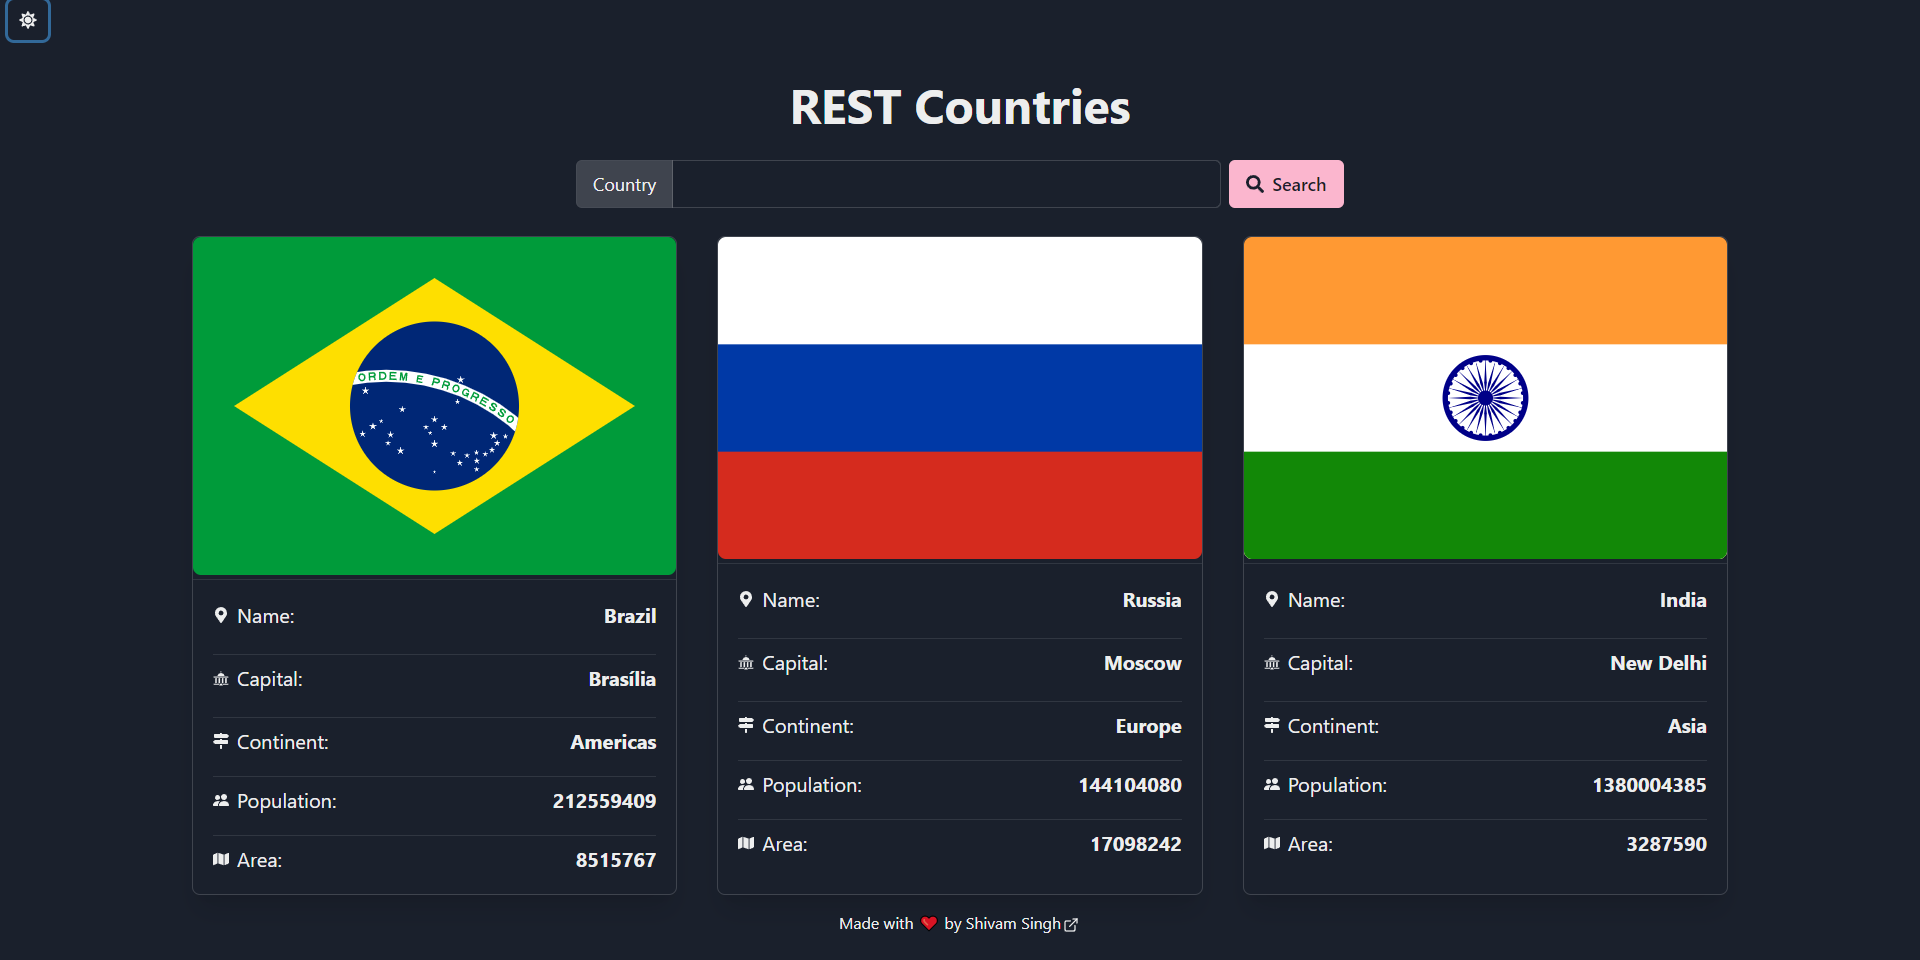 REST Countries
Country
Search
ORDEM E PROGRESSO
Name: Brazil
Capital: Brasília
Continent: Americas
Population: 212559409
Area: 8515767
Name: Russia
Capital: Moscow
Continent: Europe
Population: 144104080
Area: 17098242
Name: India
Capital: New Delhi
Continent: Asia
Population: 1380004385
Area: 3287590
Made with ❤️ by Shivam Singh